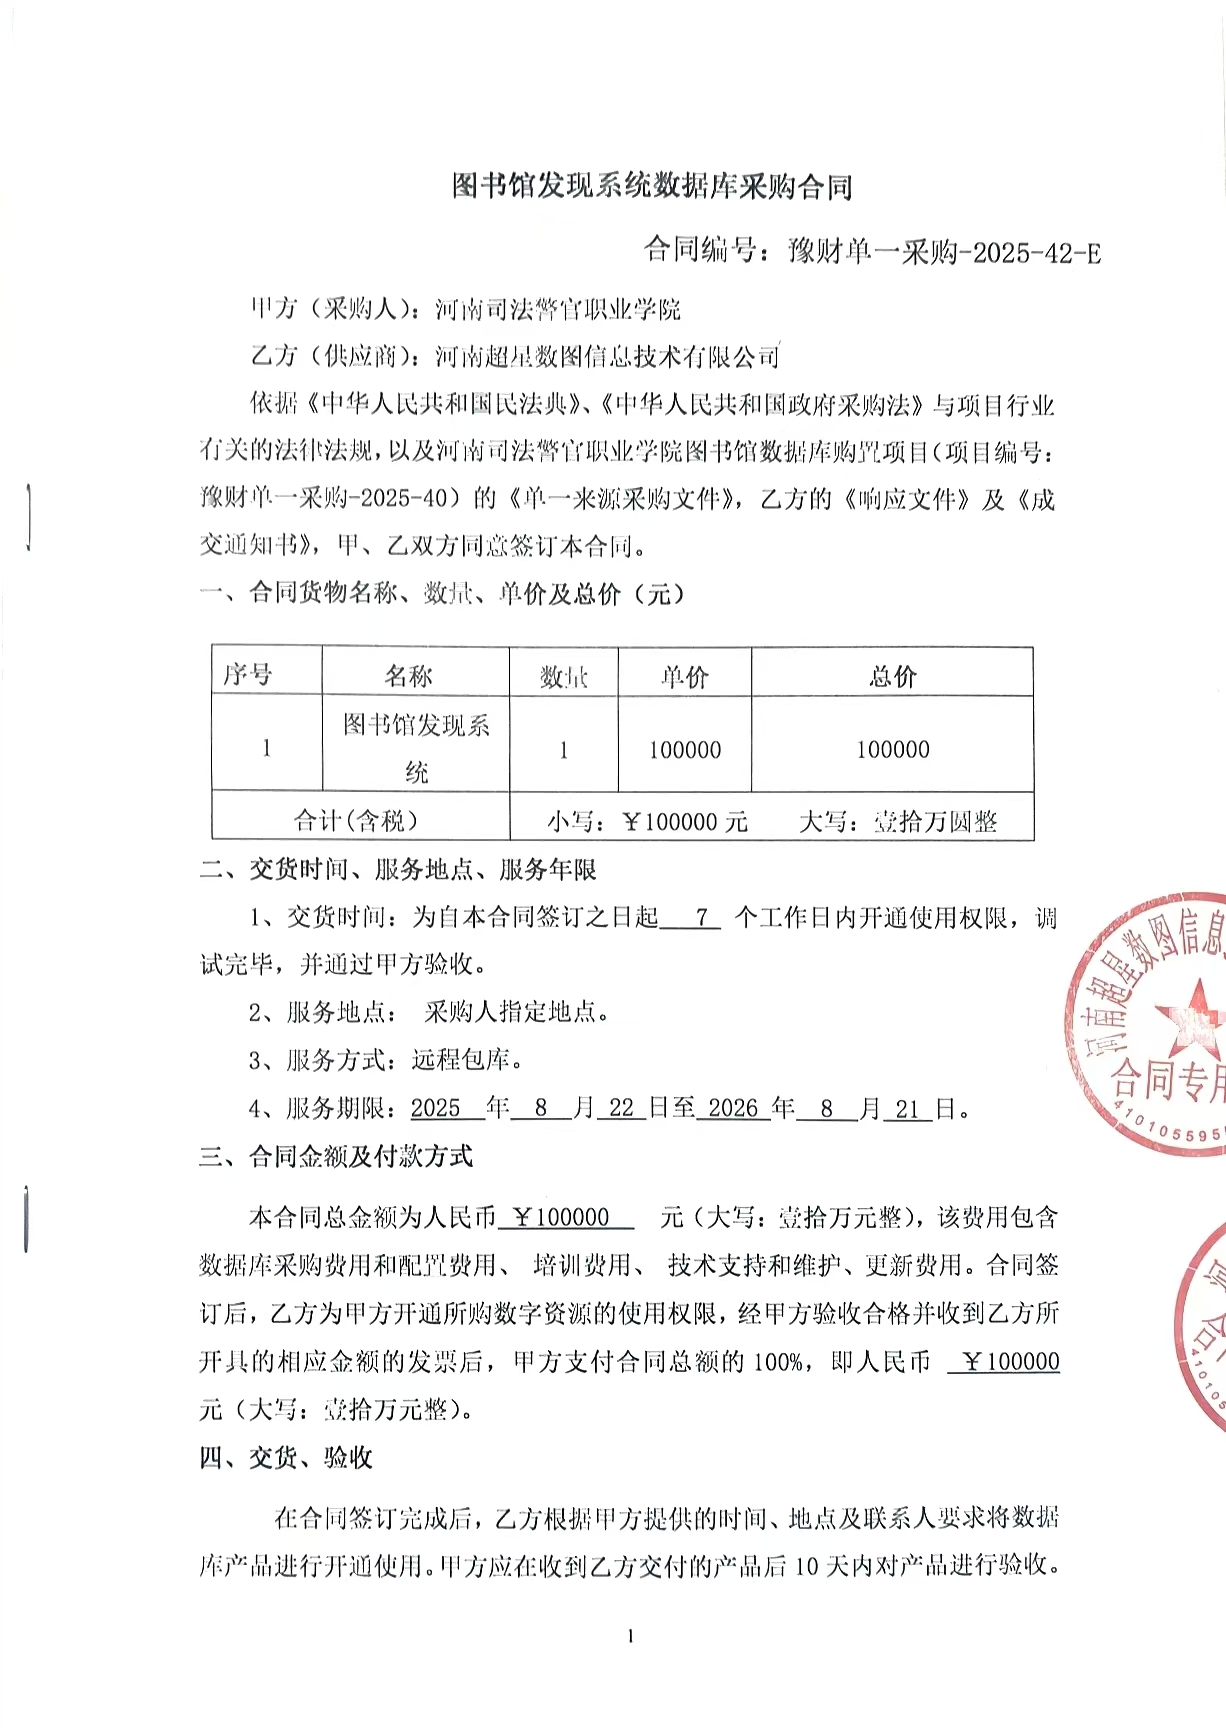 图书馆发现系统数据库采购合同
合同编号：豫财单一采购-2025-42-E
甲方（采购人）：河南司法警官职业学院
乙方（供应商）：河南超星数图信息技术有限公司
依据《中华人民共和国民法典》、《中华人民共和国政府采购法》与项目行业
有关的法律法规，以及河南司法警官职业学院图书馆数据库购置项目（项目编号：
豫财单一采购-2025-40）的《单一来源采购文件》，乙方的《响应文件》及《成
交通知书》，甲、乙双方同意签订本合同。
一、合同货物名称、数量、单价及总价（元）
序号 名称 数量 单价 总价
1 图书馆发现系 1 100000 100000
统
合计(含税） 小写：￥100000 元 大写：壹拾万圆整
二、交货时间、服务地点、服务年限
1、交货时间：为自本合同签订之日起 7 个工作日内开通使用权限，调
试完毕，并通过甲方验收。
2、服务地点： 采购人指定地点。
3、服务方式：远程包库。
4、服务期限：2025 年 8 月 22 日至 2026 年 8 月 21 日。
三、合同金额及付款方式
本合同总金额为人民币 ￥100000 元（大写：壹拾万元整），该费用包含
数据库采购费用和配置费用、 培训费用、 技术支持和维护、更新费用。合同签
订后，乙方为甲方开通所购数字资源的使用权限，经甲方验收合格并收到乙方所
开具的相应金额的发票后，甲方支付合同总额的 100%，即人民币 ￥100000
元（大写：壹拾万元整）。
四、交货、验收
在合同签订完成后，乙方根据甲方提供的时间、地点及联系人要求将数据
库产品进行开通使用。甲方应在收到乙方交付的产品后 10 天内对产品进行验收。
河南超星数图信息
合同专用
410105595
河
合
410105
1